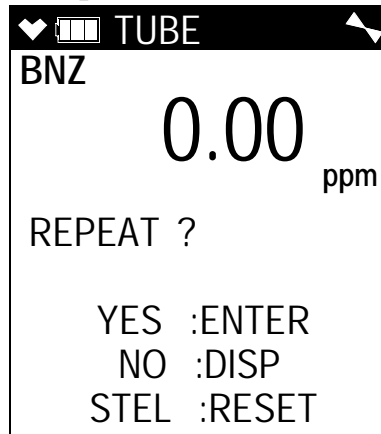 TUBE
BNZ
0.00
ppm
REPEAT ?
YES :ENTER
NO :DISP
STEL :RESET